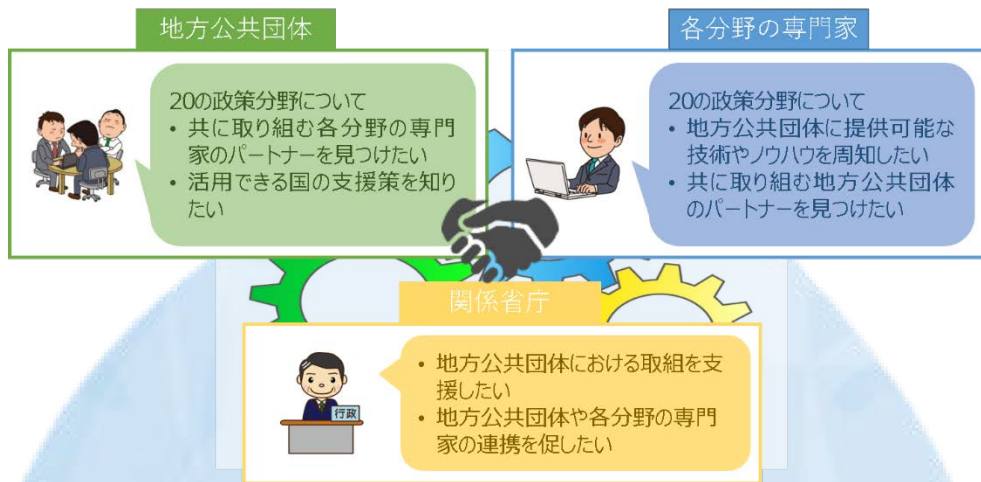 地方公共団体
20の政策分野について
• 共に取り組む各分野の専門
家のパートナーを見つけたい
• 活用できる国の支援策を知り
たい
各分野の専門家
20の政策分野について
• 地方公共団体に提供可能な
技術やノウハウを周知したい
• 共に取り組む地方公共団体
のパートナーを見つけたい
関係省庁
行政
• 地方公共団体における取組を支
援したい
• 地方公共団体や各分野の専門
家の連携を促したい